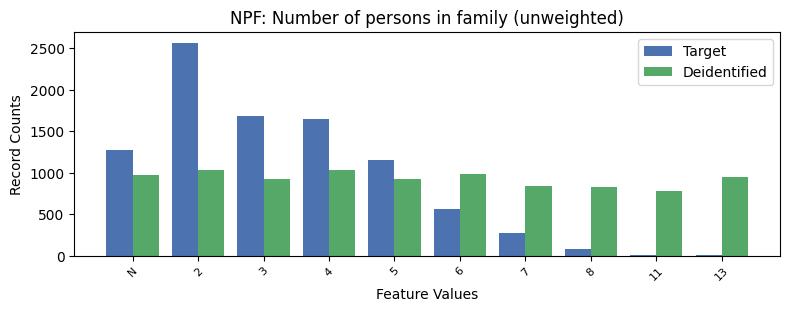 NPF: Number of persons in family (unweighted)
Target
Deidentified
Record Counts
2500
2000
1500
1000
500
0
N 2 3 4 5 6 7 8 11 13
Feature Values